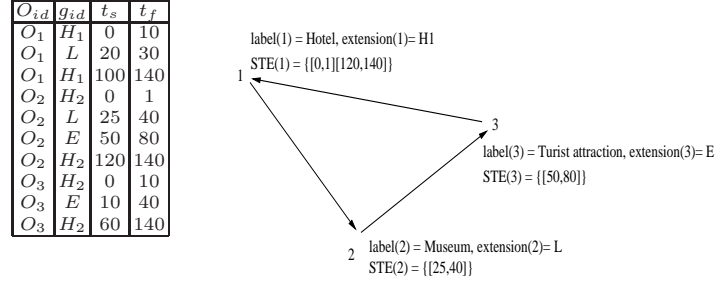 O_id g_id t_s t_f
O_1 H_1 0 10
O_1 L 20 30
O_1 H_1 100 140
O_2 H_2 0 1
O_2 L 25 40
O_2 E 50 80
O_2 H_2 120 140
O_3 H_2 0 10
O_3 E 10 40
O_3 H_2 60 140
label(1) = Hotel, extension(1)= H1
STE(1) = {[0,1][120,140]}
1
3
label(3) = Turist attraction, extension(3)= E
STE(3) = {[50,80]}
2
label(2) = Museum, extension(2)= L
STE(2) = {[25,40]}